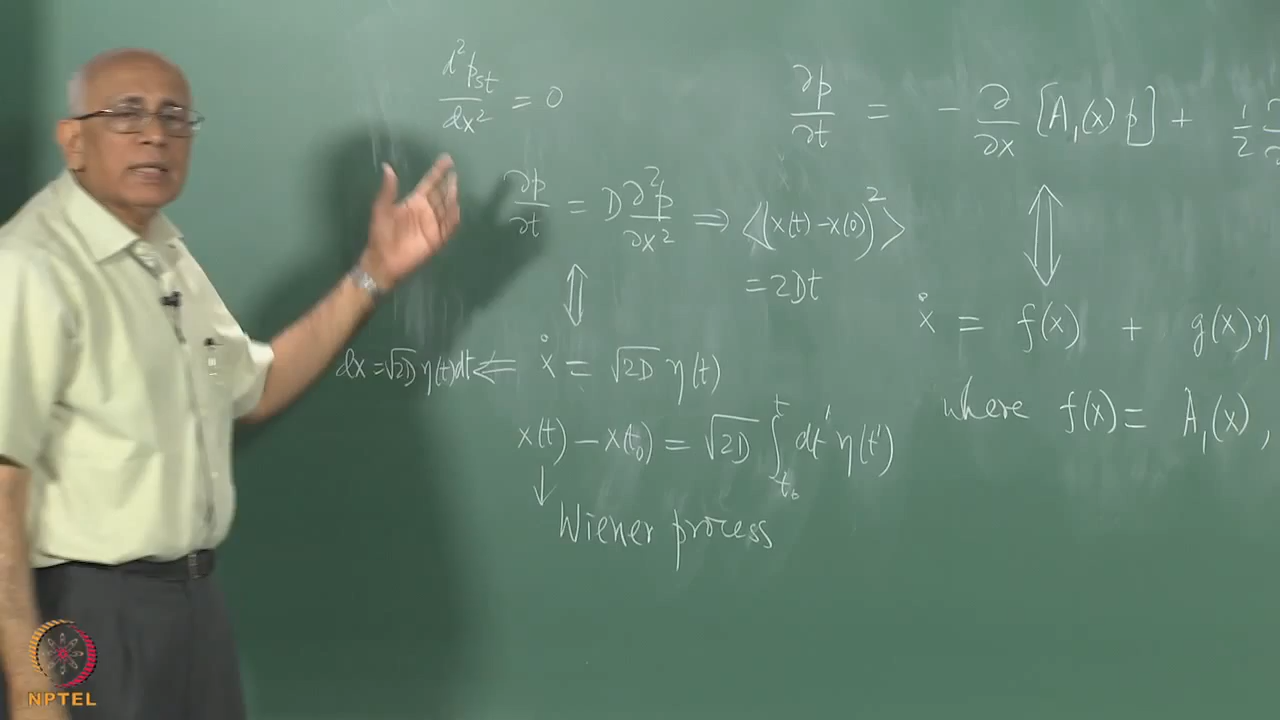 d²p_st/dx² = 0
∂p/∂t = D ∂²p/∂x² ⟹ ⟨(x(t) − x(0))²⟩
= 2Dt
dx = √2D η(t)dt ⟸ ẋ = √2D η(t)
x(t) − x(t₀) = √2D ∫_{t₀}^{t} dt' η(t')
Wiener process
∂p/∂t = − ∂/∂x [A₁(x) p] + 1/2
ẋ = f(x) + g(x)η
where f(x) = A₁(x),
NPTEL